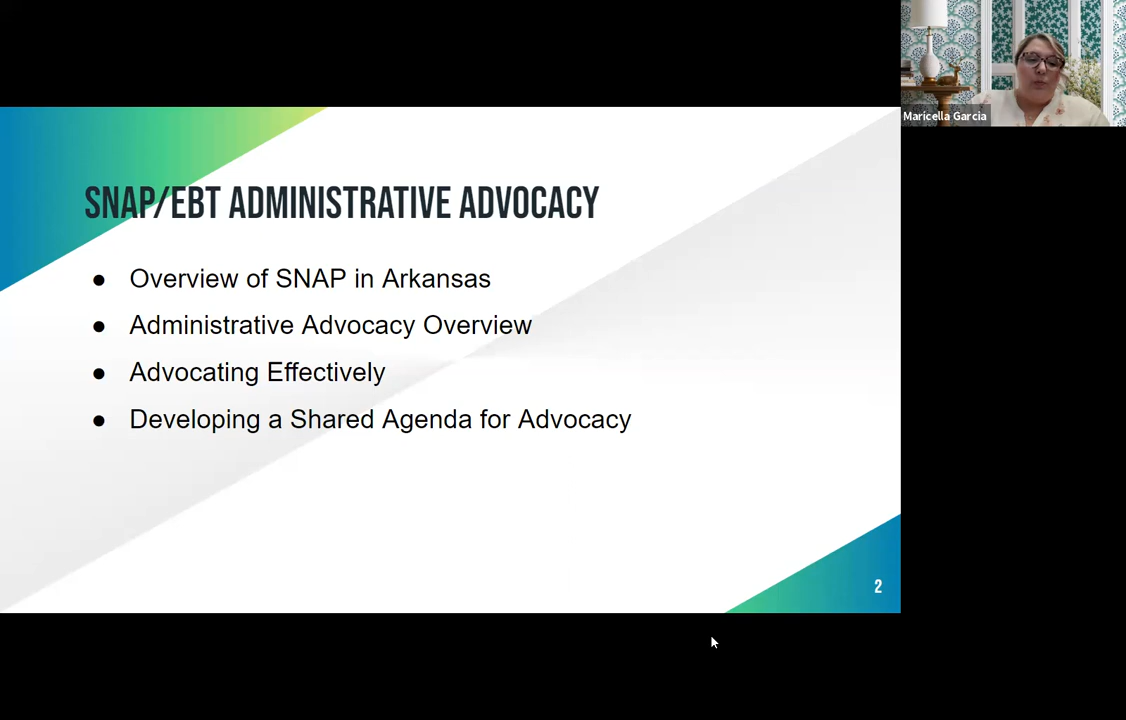 Maricella Garcia
SNAP/EBT ADMINISTRATIVE ADVOCACY
● Overview of SNAP in Arkansas
● Administrative Advocacy Overview
● Advocating Effectively
● Developing a Shared Agenda for Advocacy
2